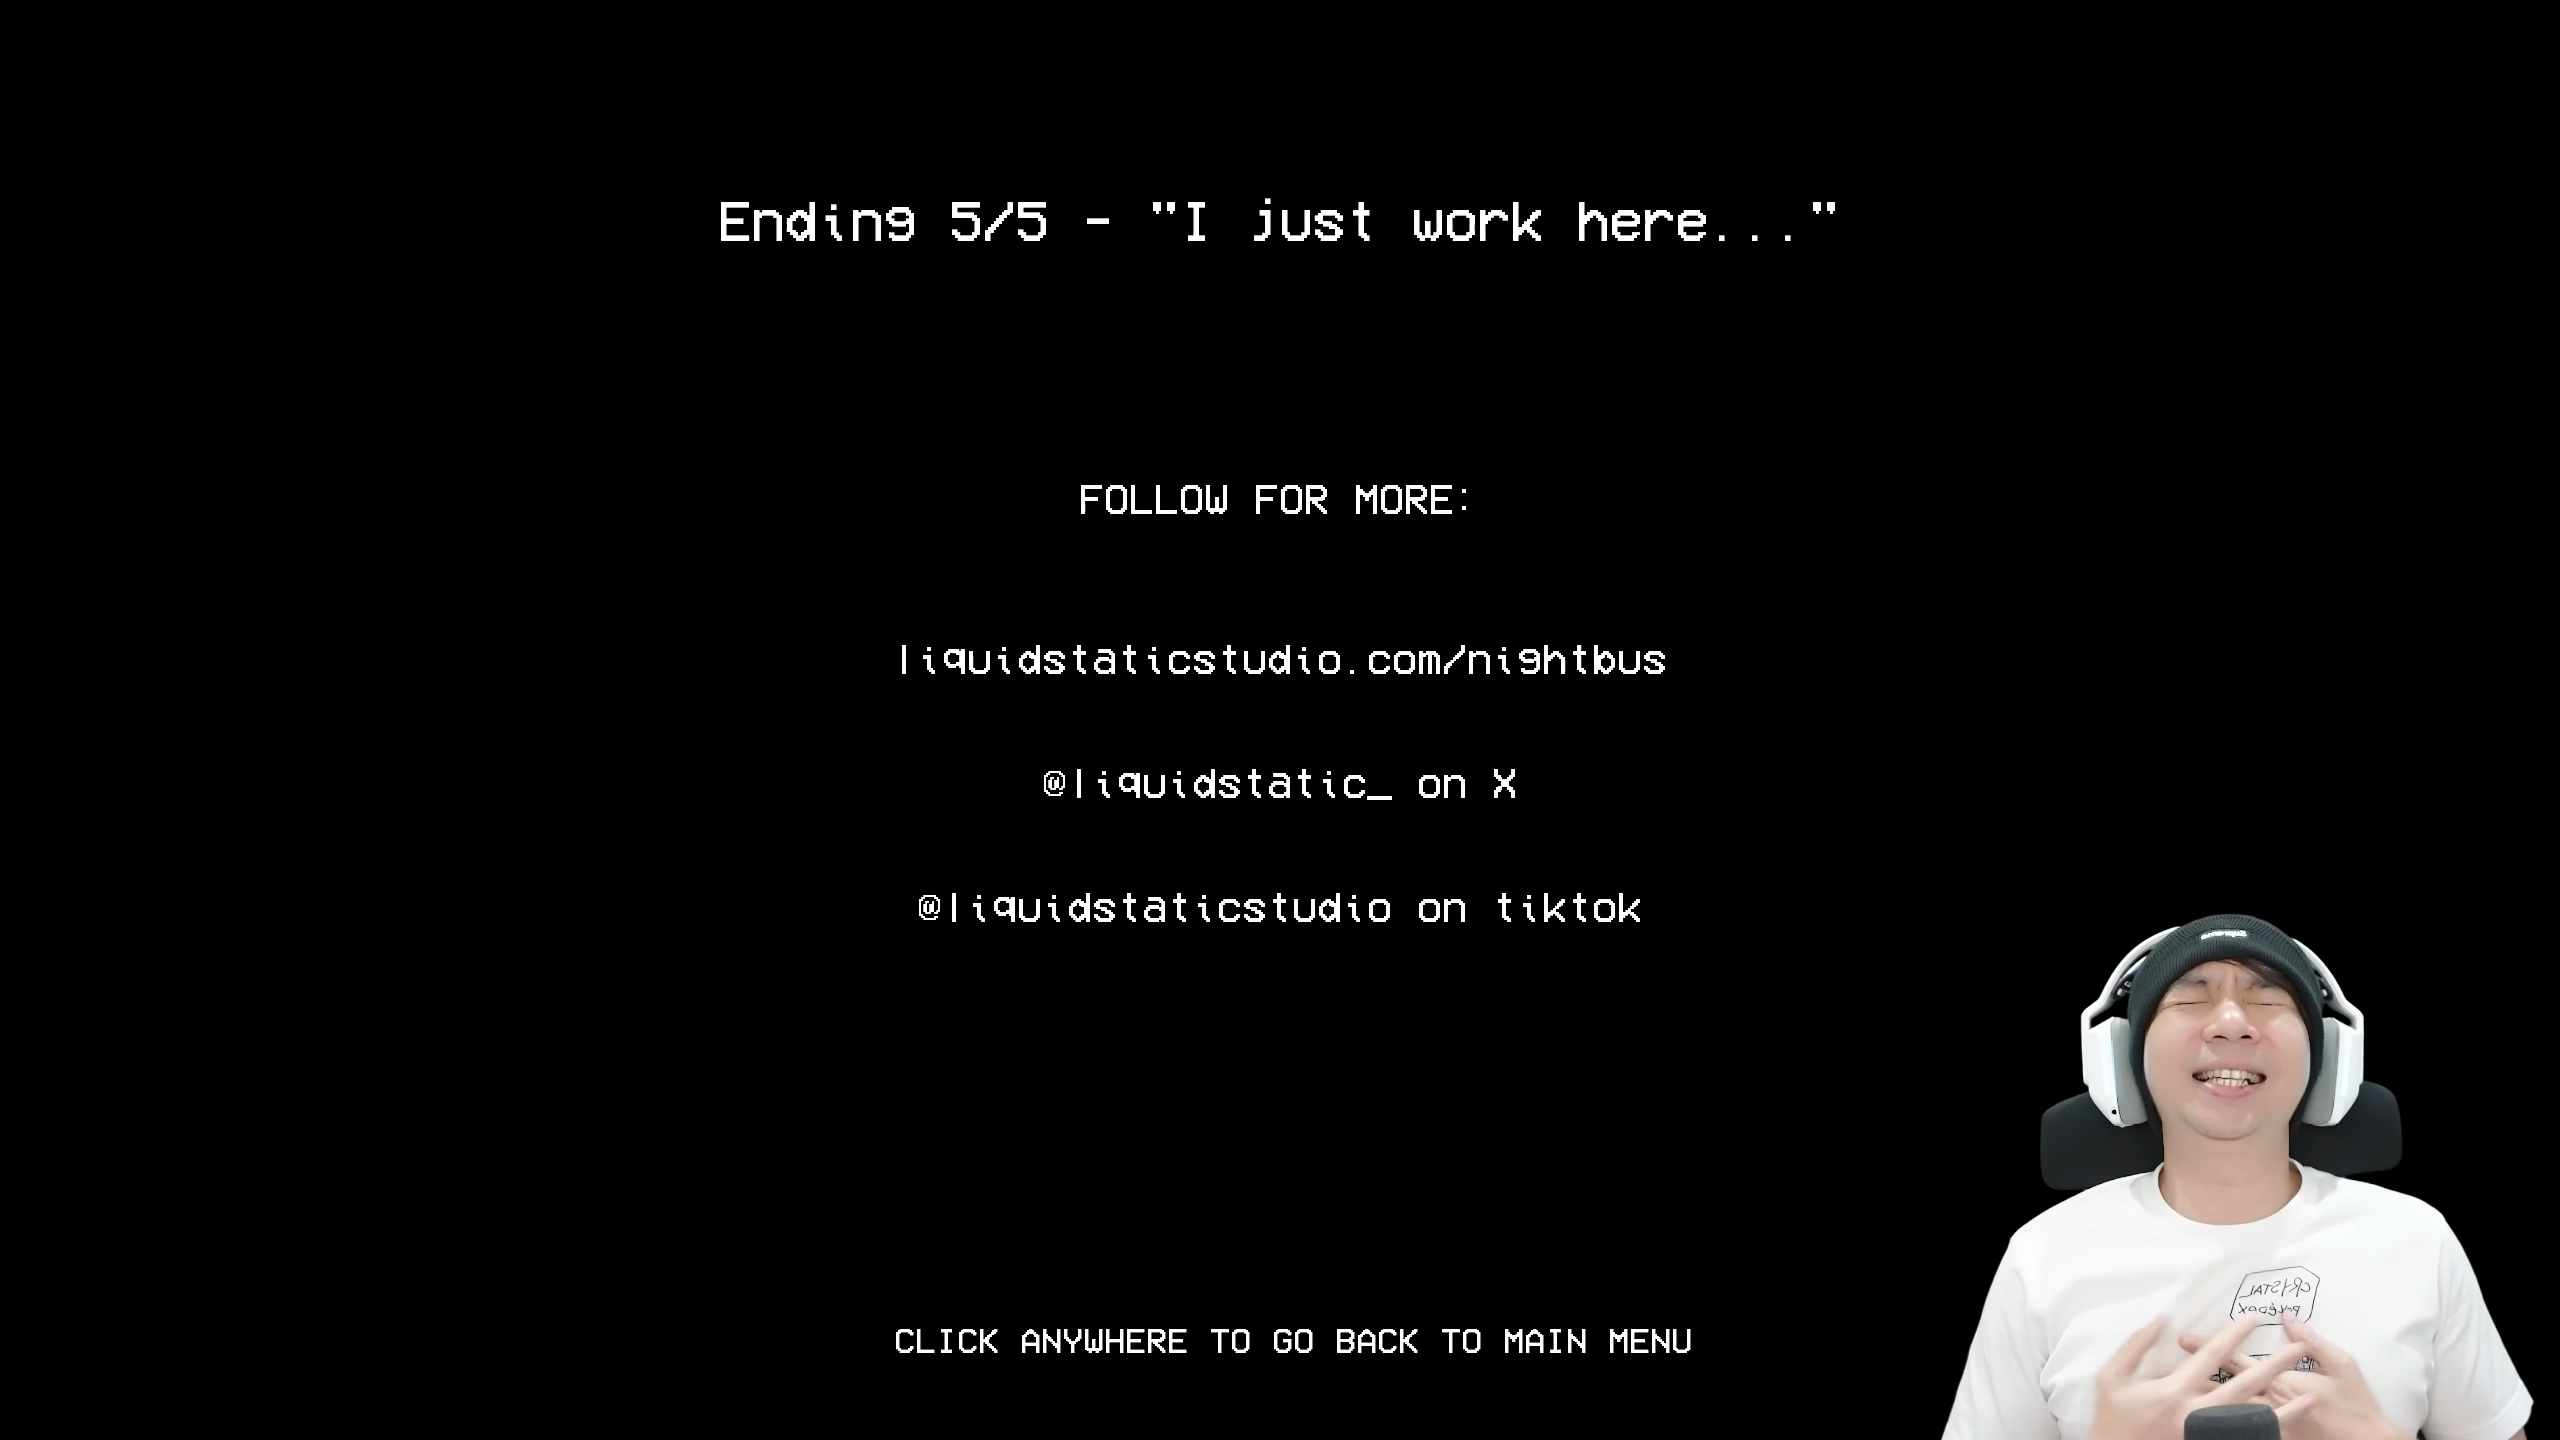 Ending 5/5 - "I just work here..."
FOLLOW FOR MORE:
liquidstaticstudio.com/nightbus
@liquidstatic_ on X
@liquidstaticstudio on tiktok
CRYSTAL
CLICK ANYWHERE TO GO BACK TO MAIN MENU